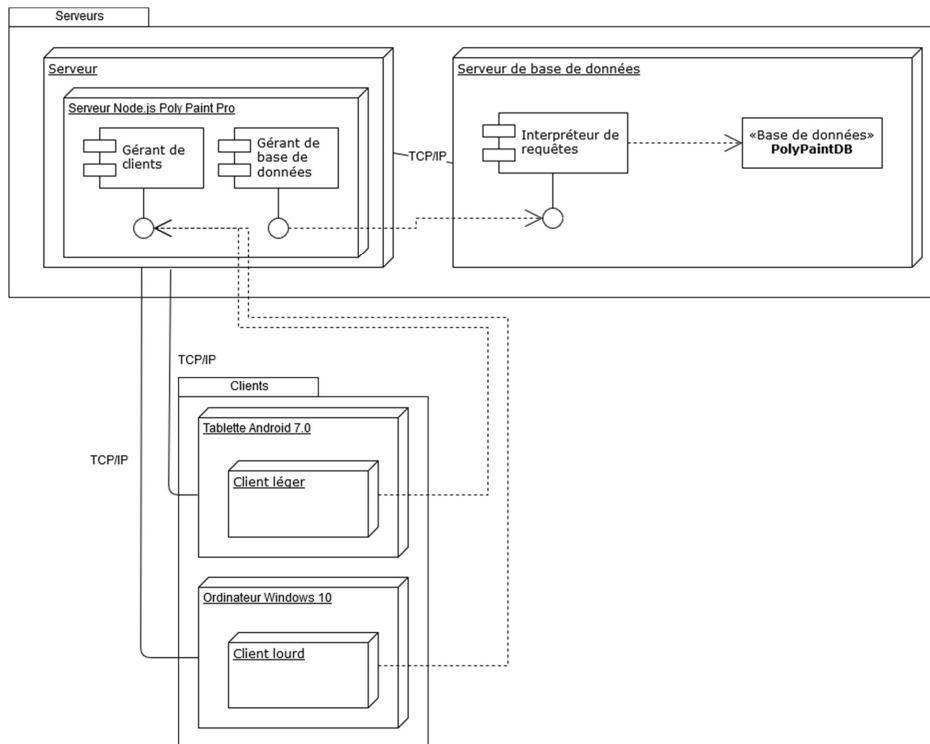 Serveurs
Serveur
Serveur Node.js Poly Paint Pro
Gérant de
clients
Gérant de
base de
données
TCP/IP
Serveur de base de données
Interpréteur de
requêtes
«Base de données»
PolyPaintDB
TCP/IP
Clients
Tablette Android 7.0
Client léger
TCP/IP
Ordinateur Windows 10
Client lourd